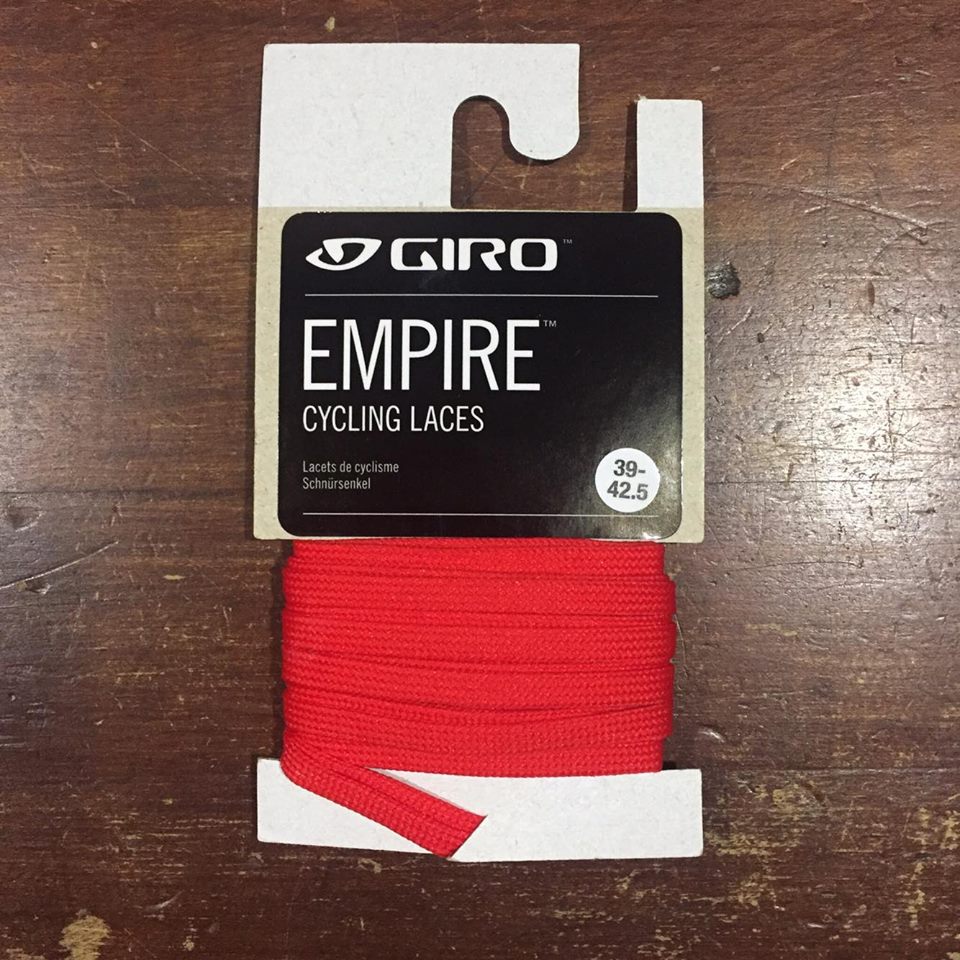 GIRO™
EMPIRE™
CYCLING LACES
Lacets de cyclisme
Schnürsenkel
39-
42.5